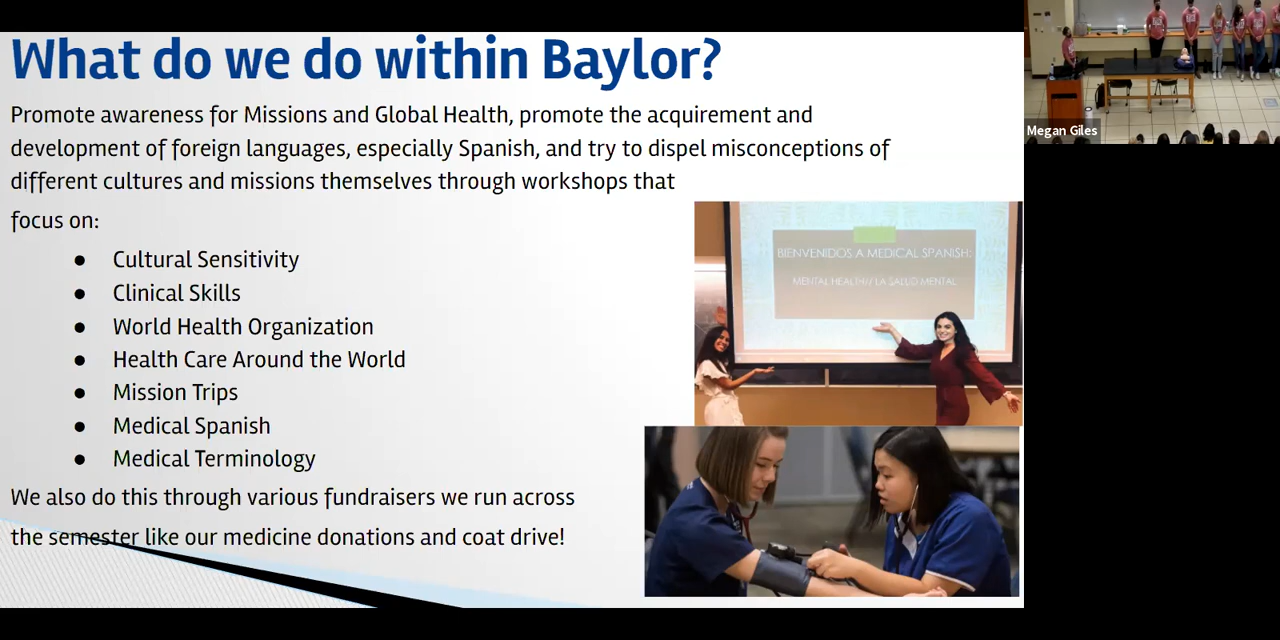 What do we do within Baylor?
Promote awareness for Missions and Global Health, promote the acquirement and
development of foreign languages, especially Spanish, and try to dispel misconceptions of
different cultures and missions themselves through workshops that
focus on:
● Cultural Sensitivity
● Clinical Skills
● World Health Organization
● Health Care Around the World
● Mission Trips
● Medical Spanish
● Medical Terminology
We also do this through various fundraisers we run across
the semester like our medicine donations and coat drive!
BIENVENIDOS A MEDICAL SPANISH:
MENTAL HEALTH// LA SALUD MENTAL
Megan Giles